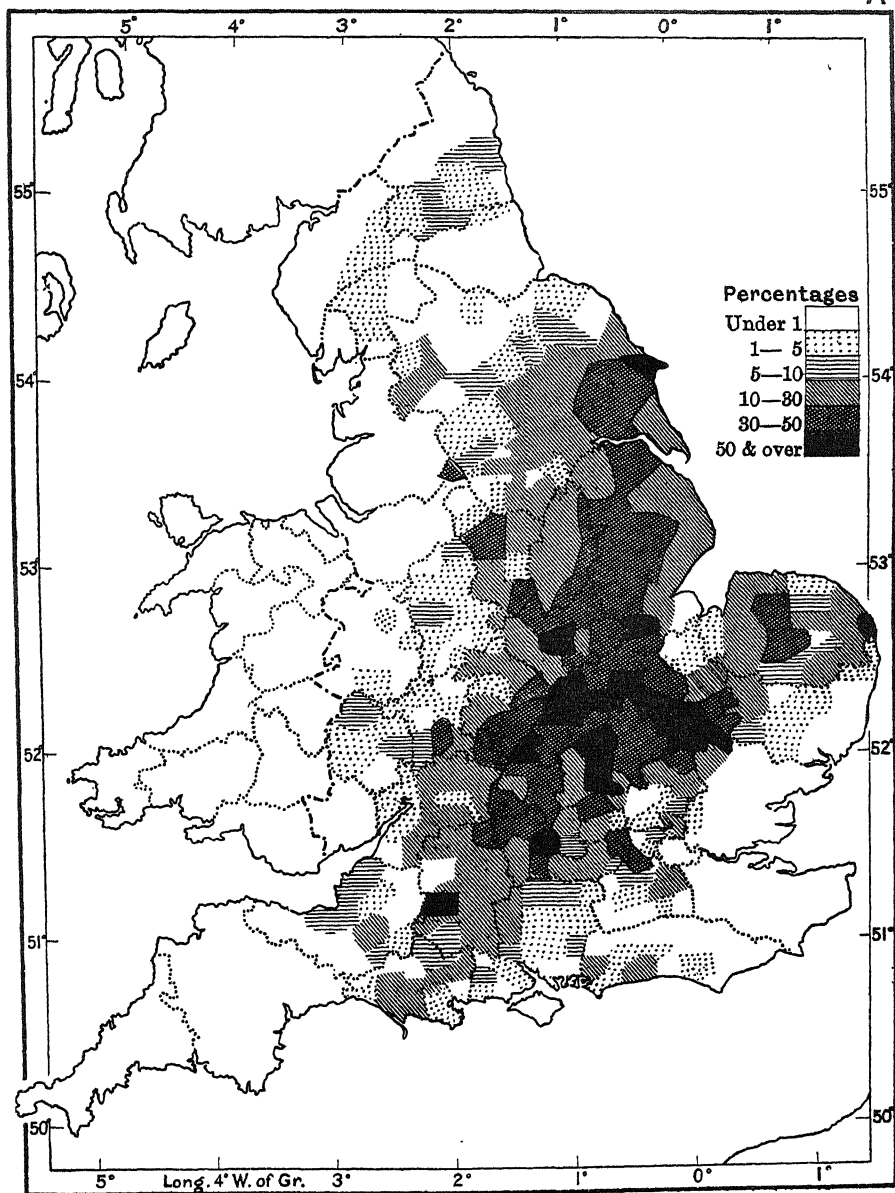 5° 4° 3° 2° 1° 0° 1°
55° 55°
Percentages
Under 1
1— 5
5—10
10—30
30—50
50 & over
54° 54°
53° 53°
52° 52°
51° 51°
50° 50°
5° Long. 4° W. of Gr. 3° 2° 1° 0° 1°